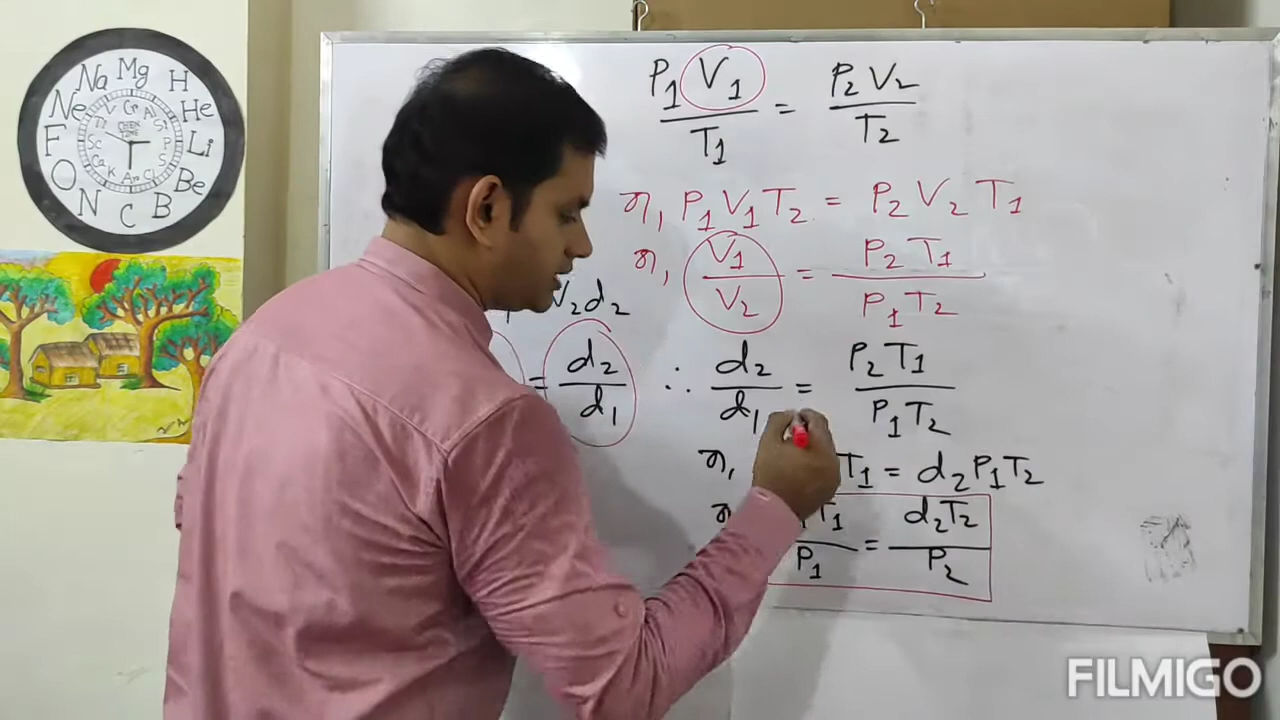 P₁V₁/T₁ = P₂V₂/T₂
বা, P₁V₁T₂ = P₂V₂T₁
বা, V₁/V₂ = P₂T₁/P₁T₂
V₂d₂
= d₂/d₁ ∴ d₂/d₁ = P₂T₁/P₁T₂
বা, T₁ = d₂P₁T₂
T₁/P₁ = d₂T₂/P₂
Mg H He Li Be B C N O F Ne Na
FILMIGO